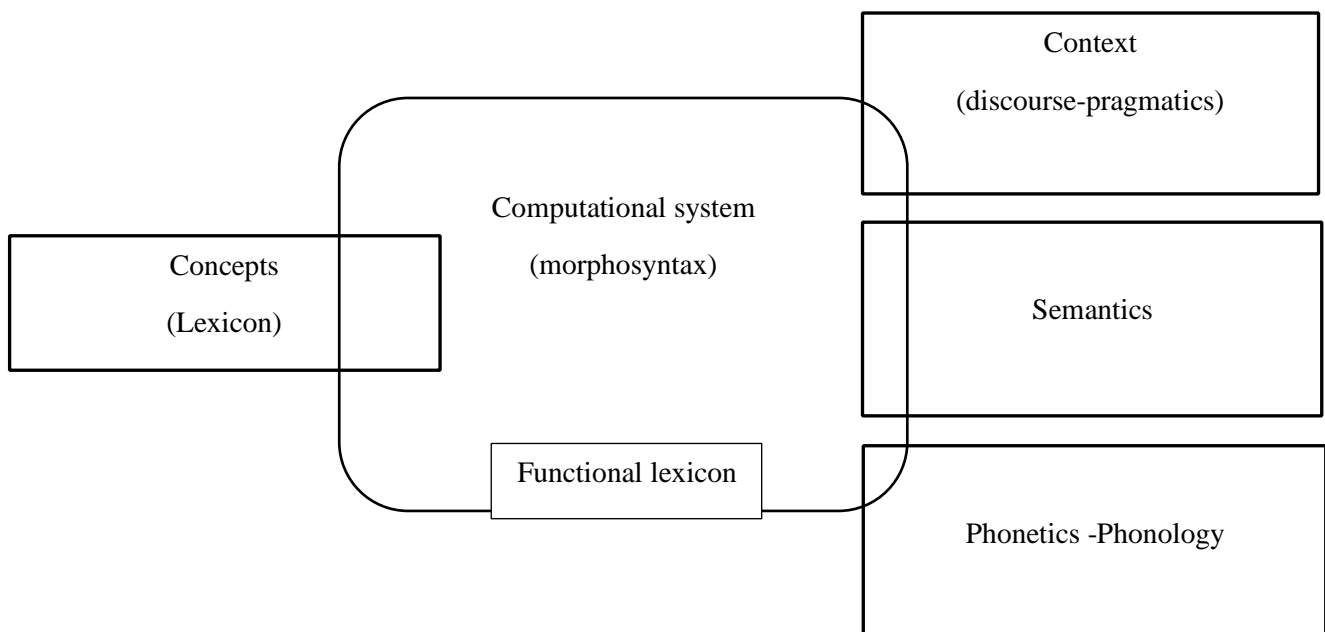 Context
(discourse-pragmatics)
Computational system
(morphosyntax)
Concepts
(Lexicon)
Semantics
Functional lexicon
Phonetics -Phonology